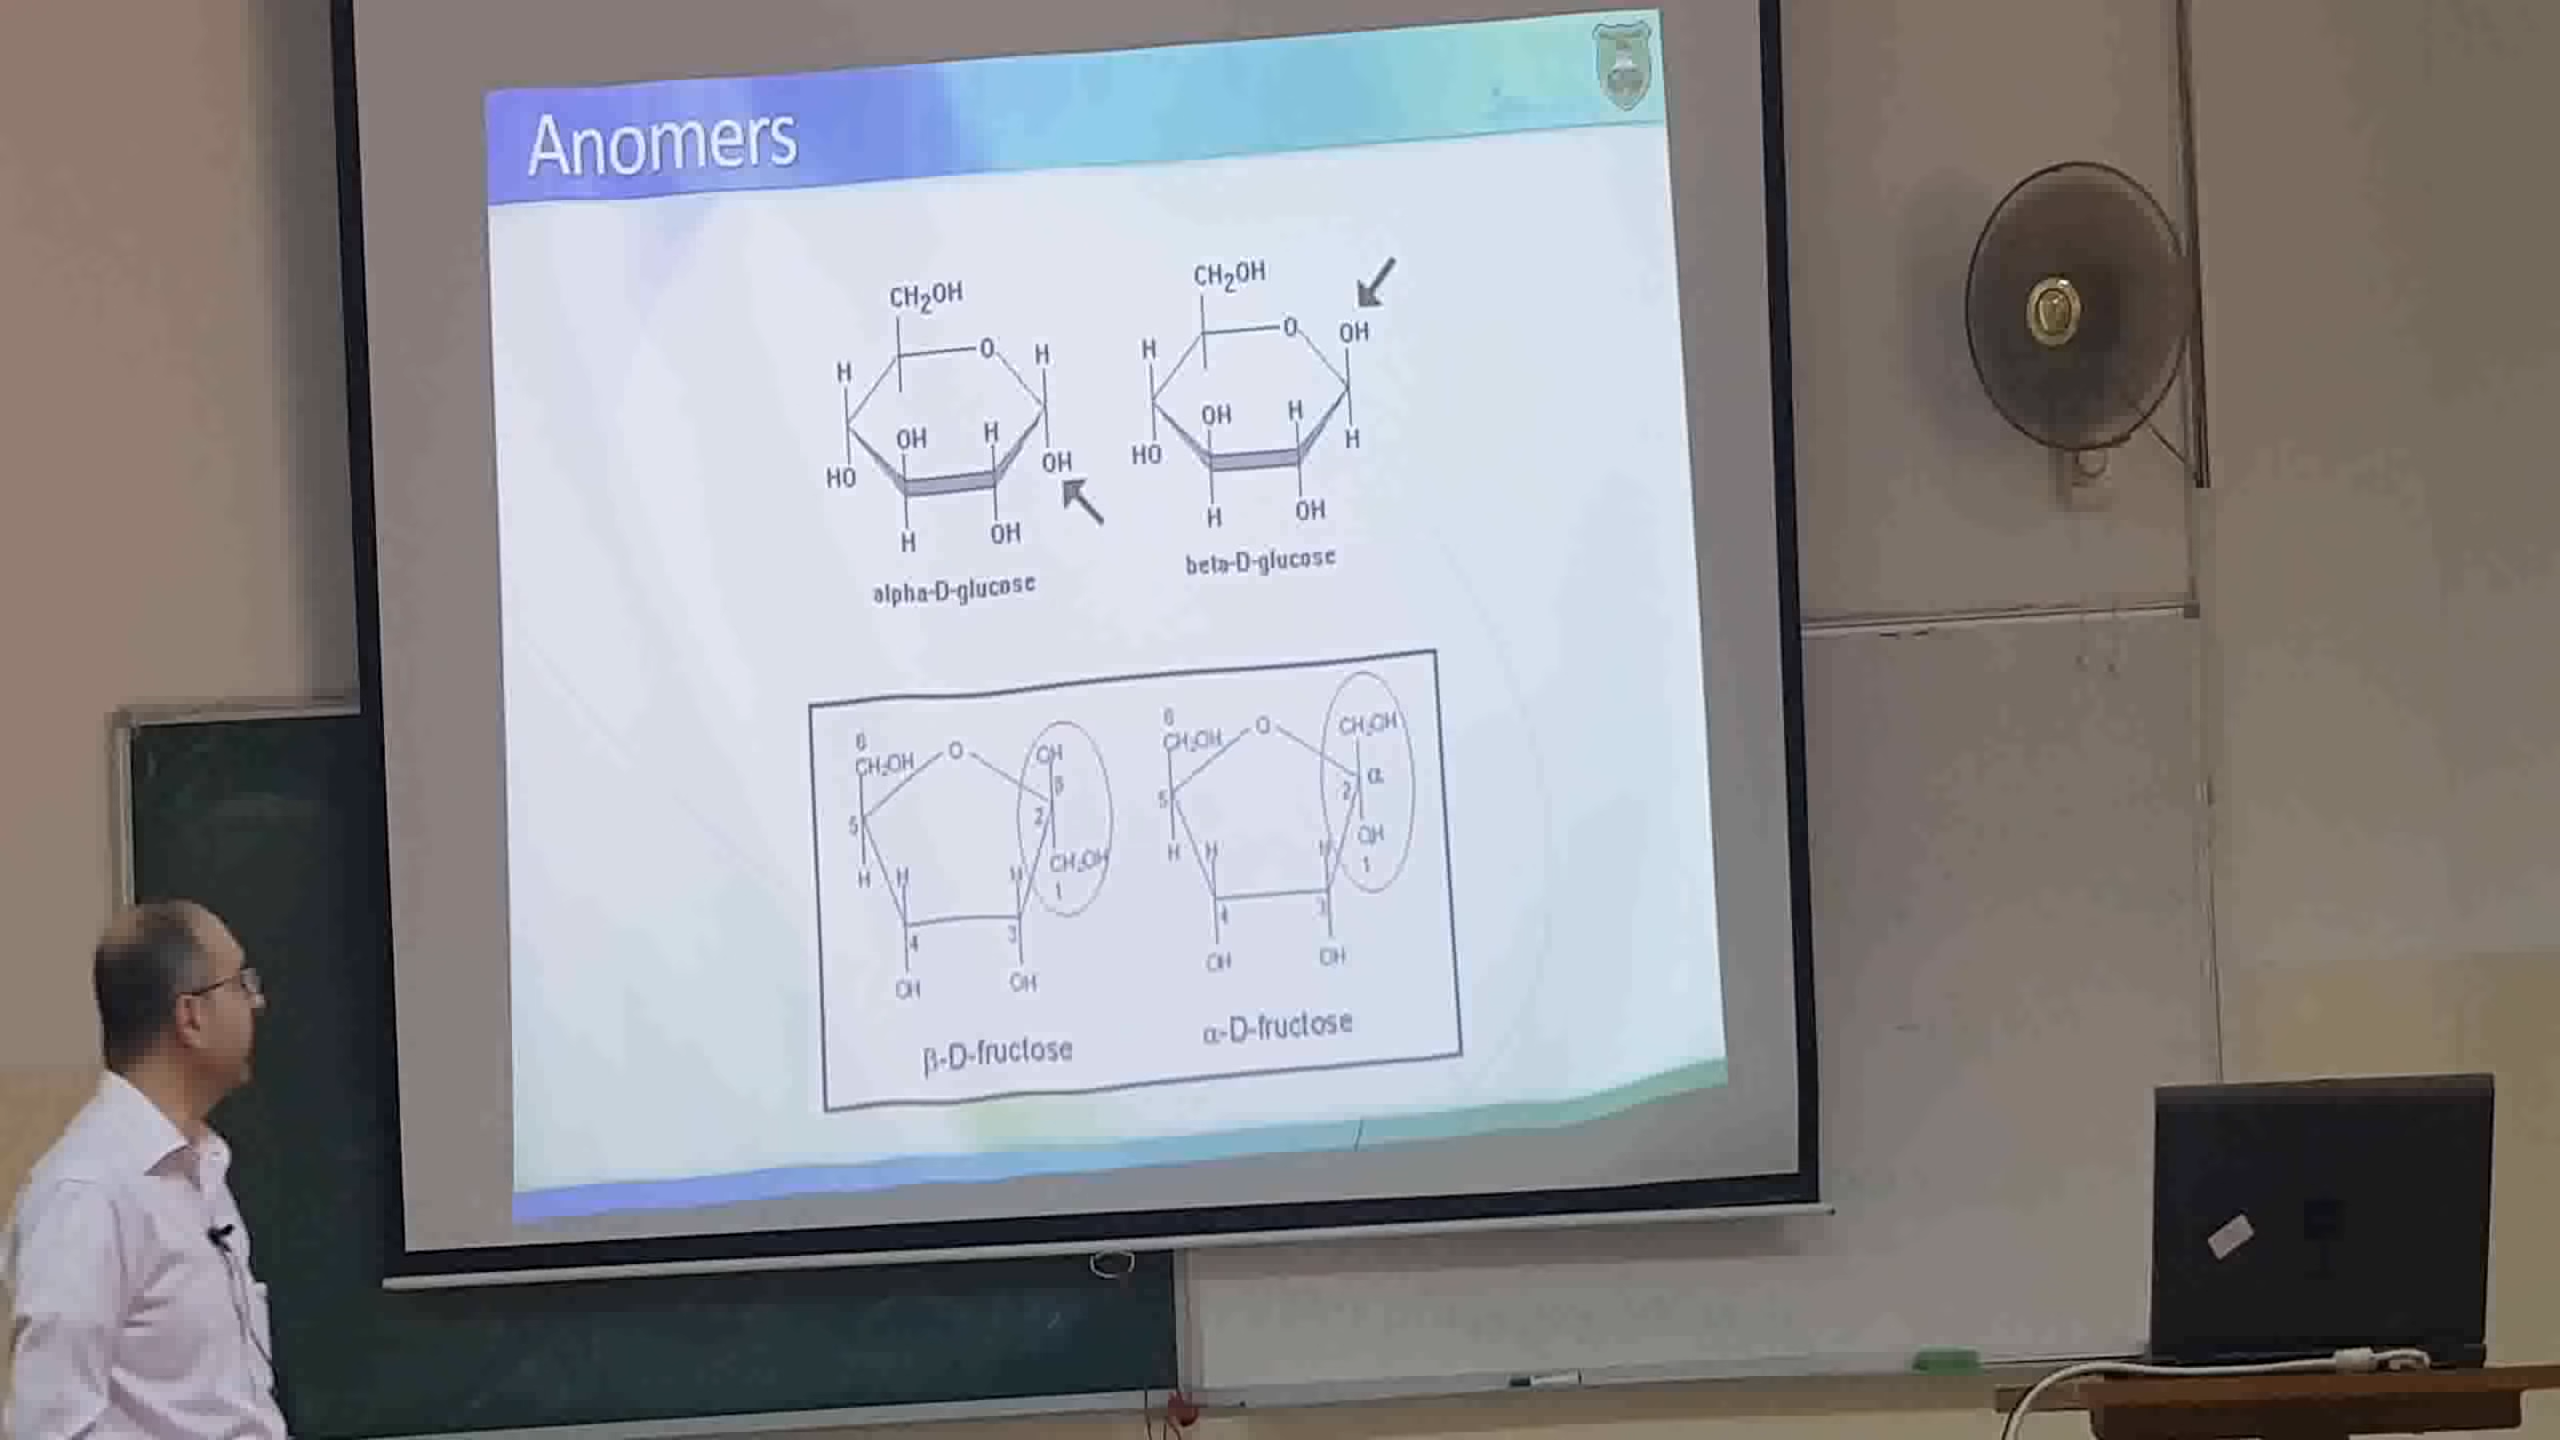 Anomers
CH2OH
O
H
H
OH
H
HO
OH
H
OH
alpha-D-glucose
CH2OH
O
OH
H
OH
H
HO
H
H
OH
beta-D-glucose
6
CH2OH
O
OH
β
5
2
CH2OH
1
H
H
H
4
3
OH
OH
β-D-fructose
6
CH2OH
O
CH2OH
α
5
2
OH
1
H
H
H
4
3
OH
OH
α-D-fructose